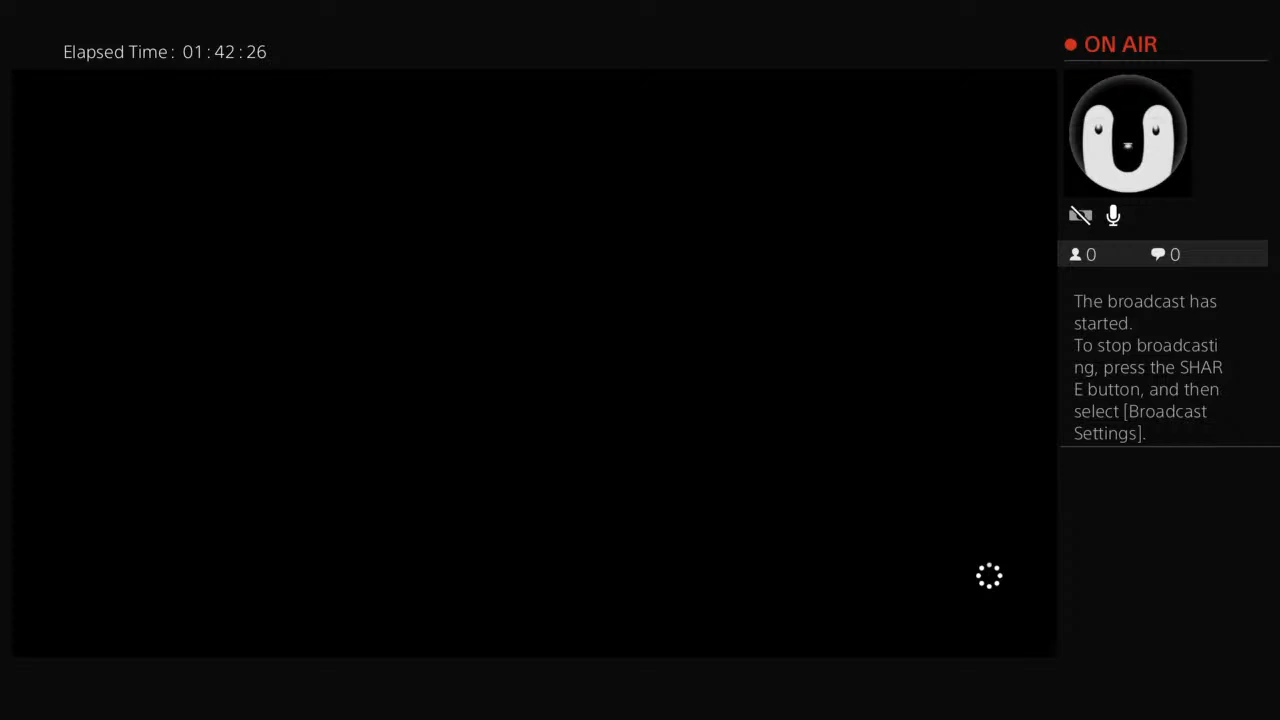 Elapsed Time: 01:42:26
ON AIR
0 0
The broadcast has
started.
To stop broadcasti
ng, press the SHAR
E button, and then
select [Broadcast
Settings].